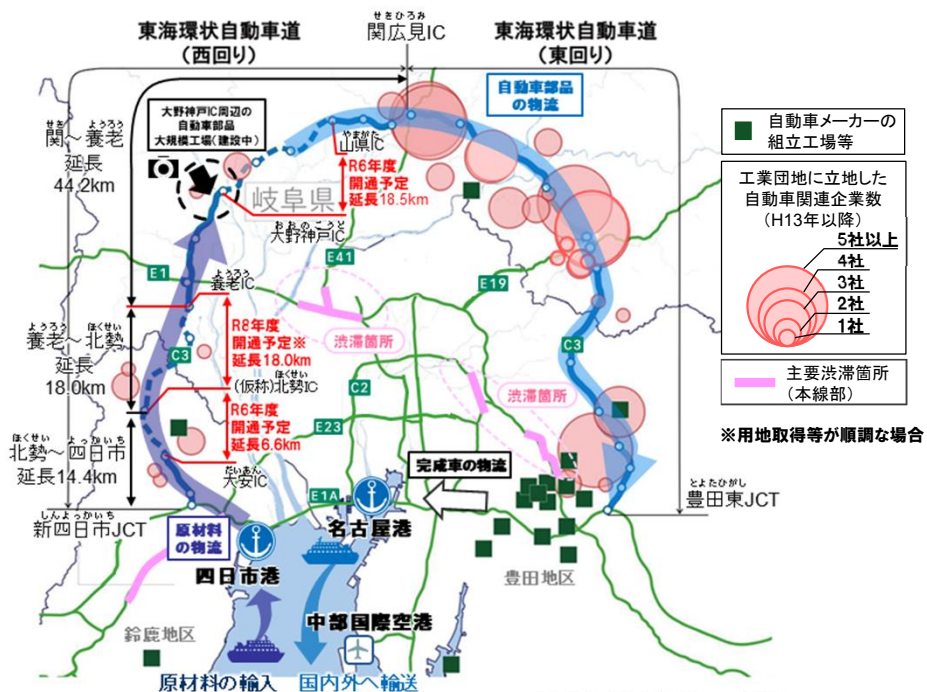 東海環状自動車道
(西回り)
せきひろみ
関広見IC
東海環状自動車道
(東回り)
自動車部品
の物流
大野神戸IC周辺の
自動車部品
大規模工場(建設中)
せき ようろう
関~養老
延長
44.2km
やまがた
山県IC
R6年度
開通予定
延長18.5km
岐阜県
おおのごうど
大野神戸IC
E1
E41
E19
ようろう
養老IC
渋滞箇所
ようろう ほくせい
養老~北勢
延長
18.0km
R8年度
開通予定※
延長18.0km
C3
C3
C2
ほくせい
(仮称)北勢IC
渋滞箇所
R6年度
開通予定
延長6.6km
E23
ほくせい よっかいち
北勢~四日市
延長14.4km
だいあん
大安IC
完成車の物流
E1A
しんよっかいち
新四日市JCT
とよたひがし
豊田東JCT
原材料
の物流
名古屋港
四日市港
豊田地区
中部国際空港
鈴鹿地区
原材料の輸入
国内外へ輸送
自動車メーカーの
組立工場等
工業団地に立地した
自動車関連企業数
(H13年以降)
5社以上
4社
3社
2社
1社
主要渋滞箇所
(本線部)
※用地取得等が順調な場合